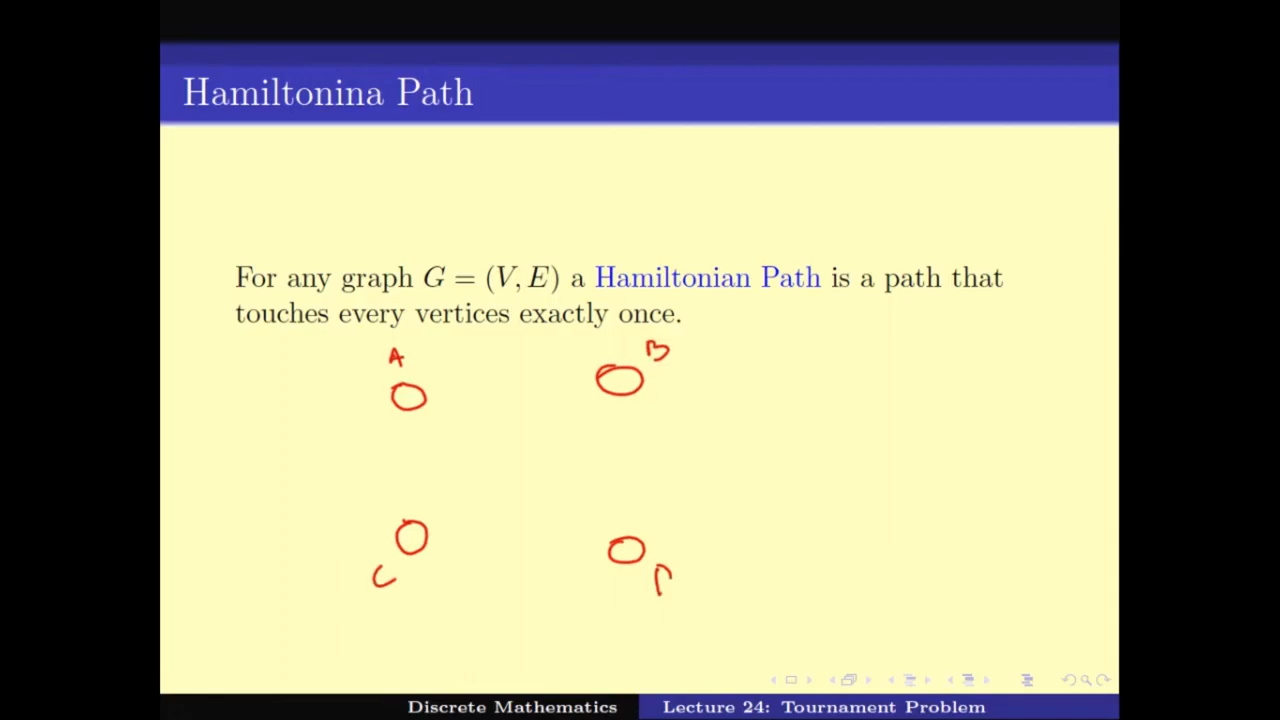 Hamiltonina Path
For any graph G = (V, E) a Hamiltonian Path is a path that
touches every vertices exactly once.
A
B
C
Discrete Mathematics
Lecture 24: Tournament Problem